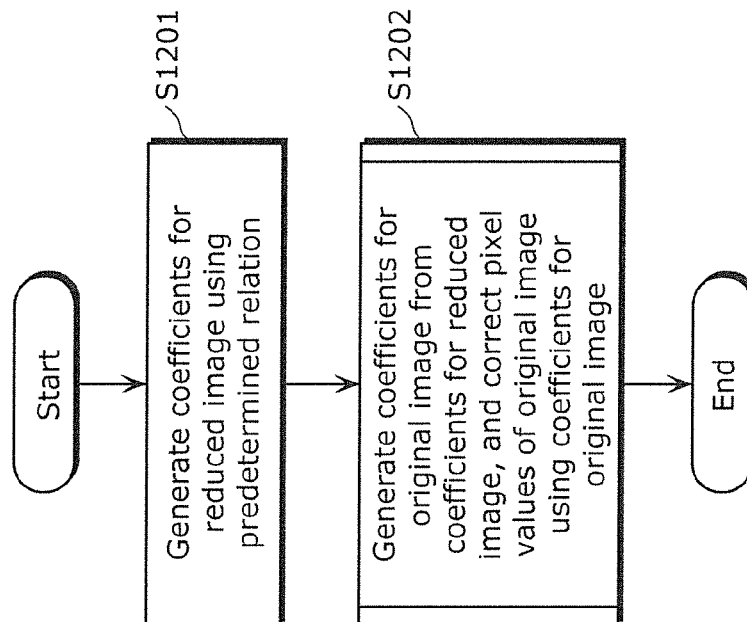 Start
S1201
Generate coefficients for
reduced image using
predetermined relation
S1202
Generate coefficients for
original image from
coefficients for reduced
image, and correct pixel
values of original image
using coefficients for
original image
End